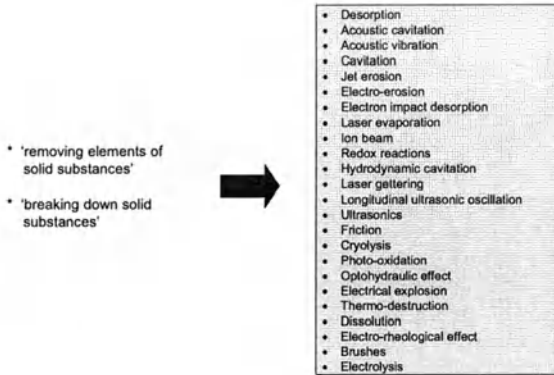 * 'removing elements of
solid substances'
* 'breaking down solid
substances'
• Desorption
• Acoustic cavitation
• Acoustic vibration
• Cavitation
• Jet erosion
• Electro-erosion
• Electron impact desorption
• Laser evaporation
• Ion beam
• Redox reactions
• Hydrodynamic cavitation
• Laser gettering
• Longitudinal ultrasonic oscillation
• Ultrasonics
• Friction
• Cryolysis
• Photo-oxidation
• Optohydraulic effect
• Electrical explosion
• Thermo-destruction
• Dissolution
• Electro-rheological effect
• Brushes
• Electrolysis